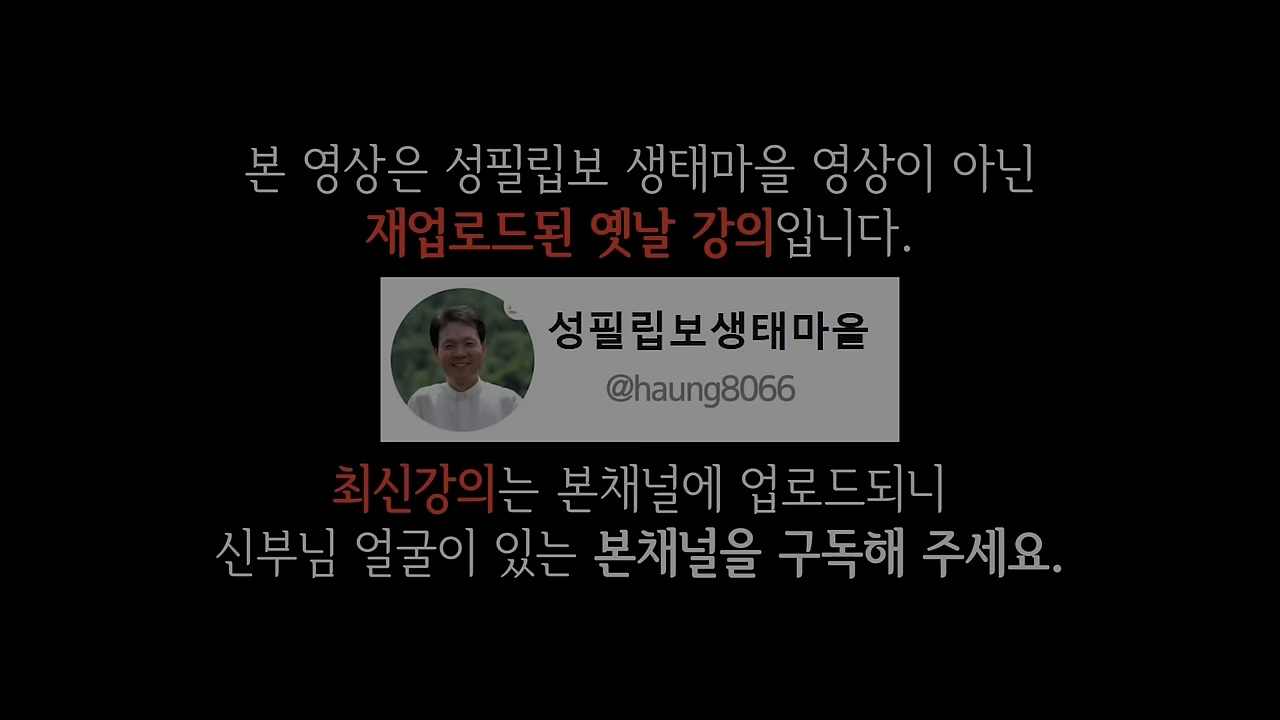 본 영상은 성필립보 생태마을 영상이 아닌
재업로드된 옛날 강의입니다.
성필립보생태마을
@haung8066
최신강의는 본채널에 업로드되니
신부님 얼굴이 있는 본채널을 구독해 주세요.